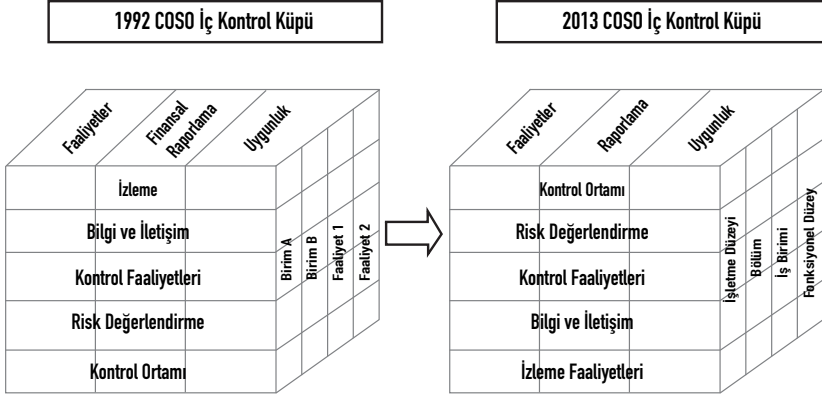 1992 COSO İç Kontrol Küpü
Faaliyetler
Finansal
Raporlama
Uygunluk
İzleme
Bilgi ve İletişim
Kontrol Faaliyetleri
Risk Değerlendirme
Kontrol Ortamı
Birim A
Birim B
Faaliyet 1
Faaliyet 2
2013 COSO İç Kontrol Küpü
Faaliyetler
Raporlama
Uygunluk
Kontrol Ortamı
Risk Değerlendirme
Kontrol Faaliyetleri
Bilgi ve İletişim
İzleme Faaliyetleri
İşletme Düzeyi
Bölüm
İş Birimi
Fonksiyonel Düzey